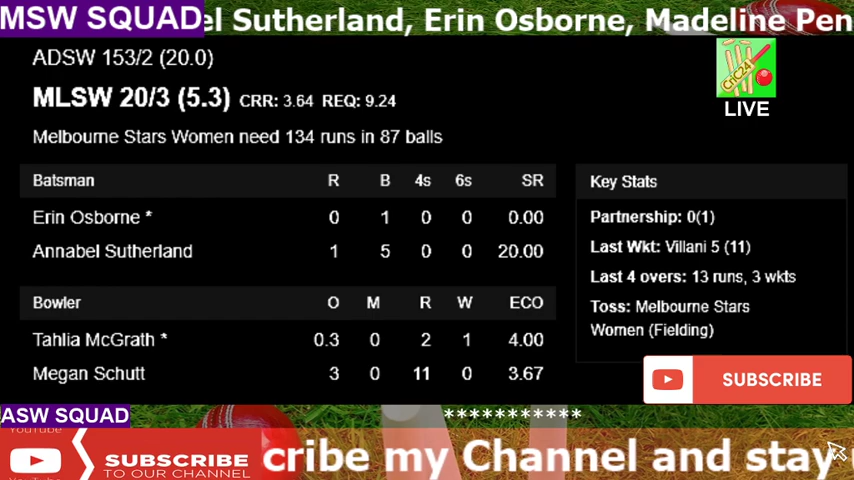 MSW SQUAD
el Sutherland, Erin Osborne, Madeline Pen
ADSW 153/2 (20.0)
MLSW 20/3 (5.3) CRR: 3.64 REQ: 9.24
Melbourne Stars Women need 134 runs in 87 balls
CriC24
LIVE
Batsman R B 4s 6s SR
Erin Osborne * 0 1 0 0 0.00
Annabel Sutherland 1 5 0 0 20.00
Bowler O M R W ECO
Tahlia McGrath * 0.3 0 2 1 4.00
Megan Schutt 3 0 11 0 3.67
Key Stats
Partnership: 0(1)
Last Wkt: Villani 5 (11)
Last 4 overs: 13 runs, 3 wkts
Toss: Melbourne Stars
Women (Fielding)
SUBSCRIBE
ASW SQUAD
***********
YouTube
SUBSCRIBE
TO OUR CHANNEL
YouTube
cribe my Channel and stay